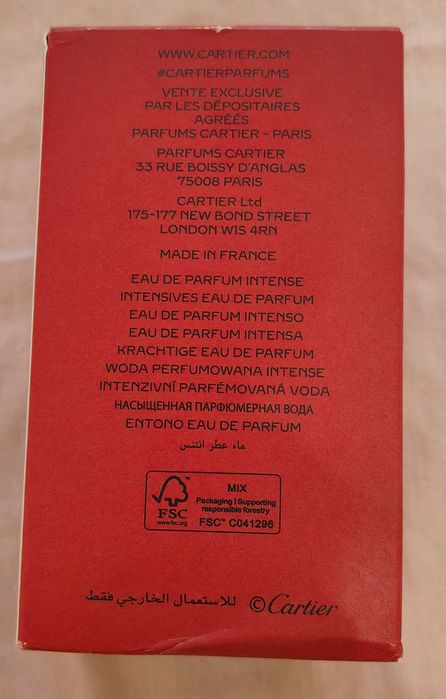 WWW.CARTIER.COM
#CARTIERPARFUMS
VENTE EXCLUSIVE
PAR LES DÉPOSITAIRES
AGRÉÉS
PARFUMS CARTIER – PARIS
PARFUMS CARTIER
33 RUE BOISSY D'ANGLAS
75008 PARIS
CARTIER Ltd
175-177 NEW BOND STREET
LONDON W1S 4RN
MADE IN FRANCE
EAU DE PARFUM INTENSE
INTENSIVES EAU DE PARFUM
EAU DE PARFUM INTENSO
EAU DE PARFUM INTENSA
KRACHTIGE EAU DE PARFUM
WODA PERFUMOWANA INTENSE
INTENZIVNÍ PARFÉMOVANÁ VODA
НАСЫЩЕННАЯ ПАРФЮМЕРНАЯ ВОДА
ENTONO EAU DE PARFUM
ماء عطر انتنس
FSC
www.fsc.org
MIX
Packaging | Supporting
responsible forestry
FSC™ C041296
للاستعمال الخارجي فقط
©Cartier